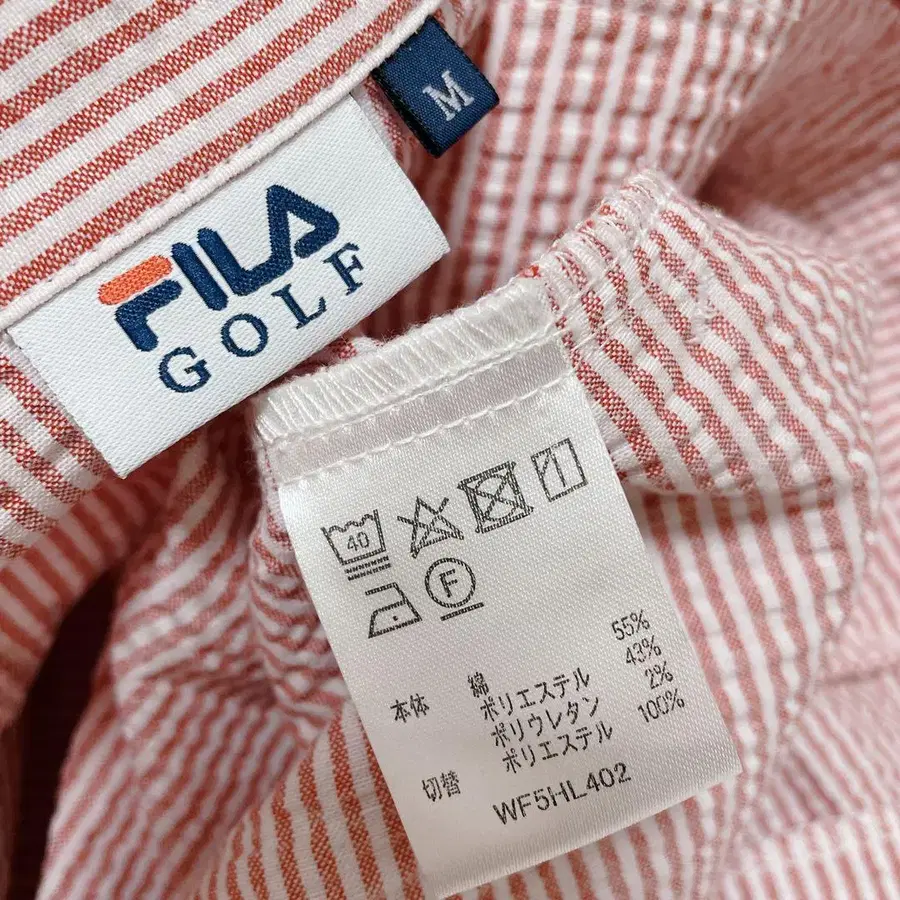 M
FILA
GOLF
40
F
本体 綿 55%
ポリエステル 43%
ポリウレタン 2%
切替 ポリエステル 100%
WF5HL402